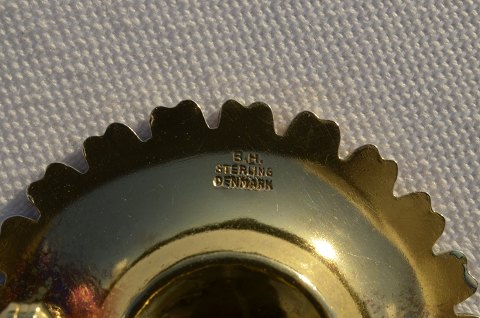 B.H.
STERLING
DENMARK